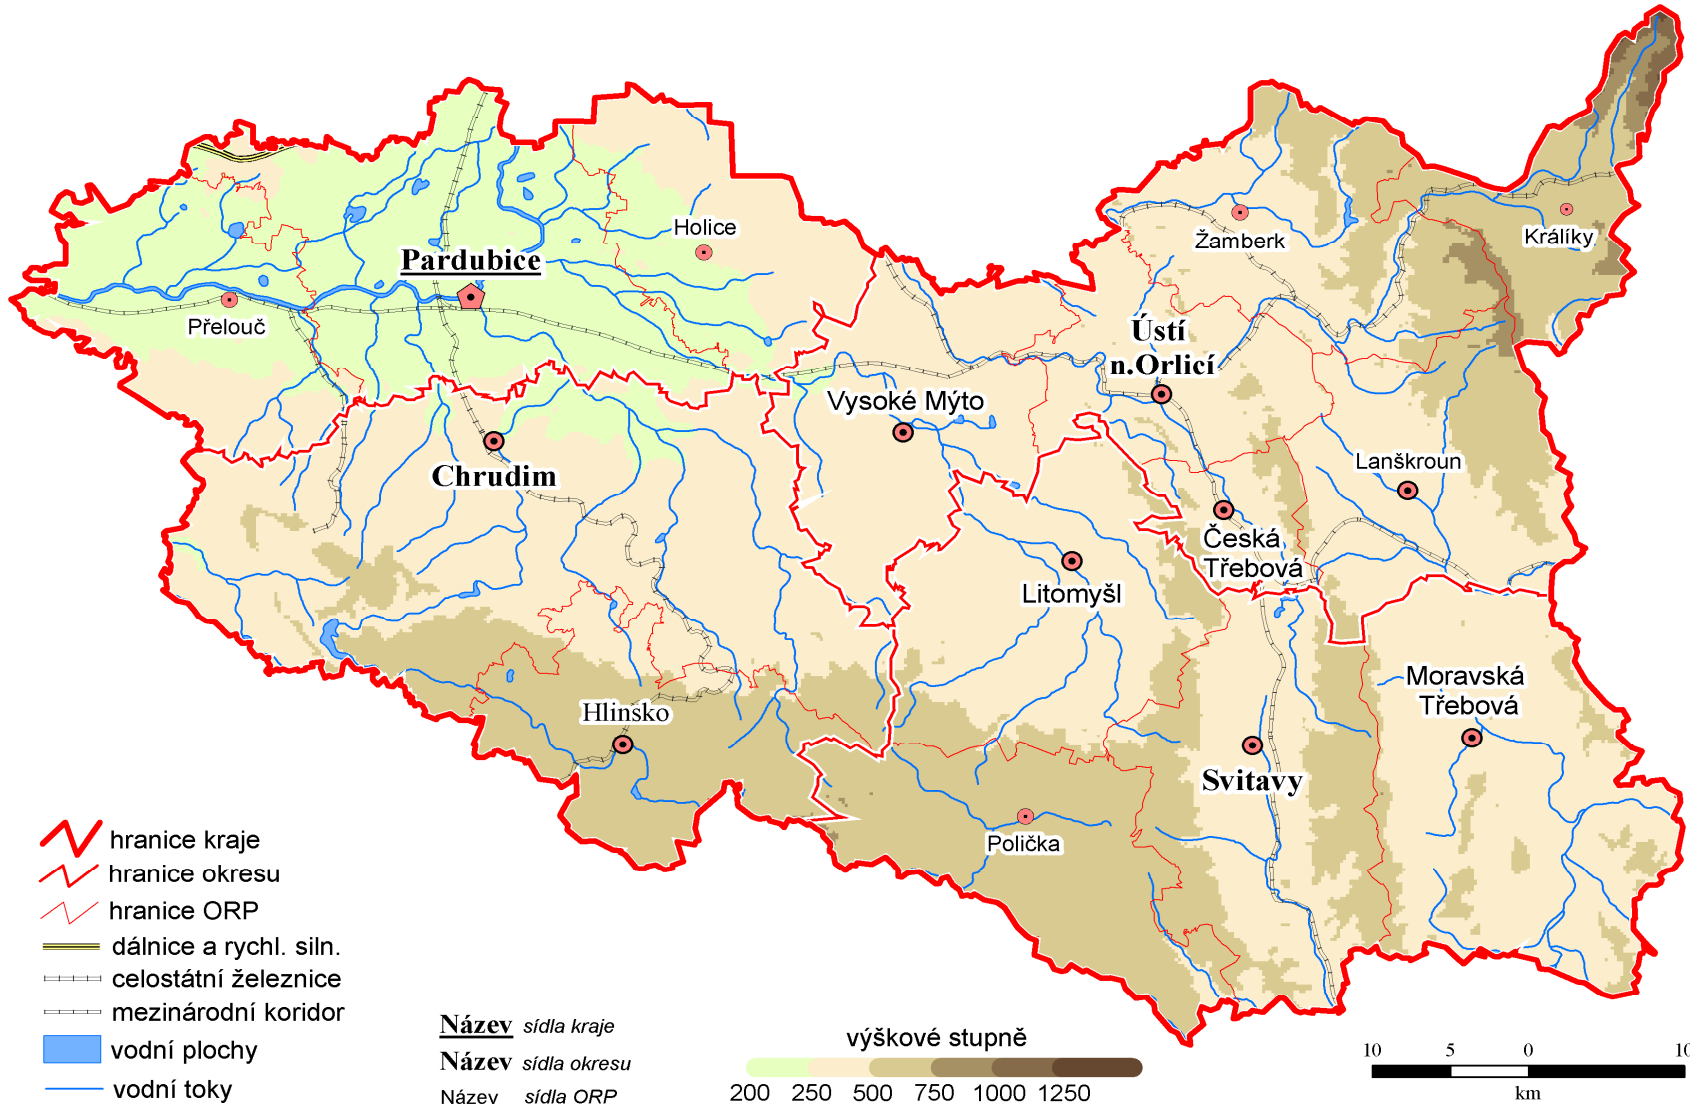 Holice
Pardubice
Přelouč
Žamberk
Králíky
Ústí
n.Orlicí
Vysoké Mýto
Chrudim
Lanškroun
Česká
Třebová
Litomyšl
Moravská
Třebová
Hlinsko
Svitavy
Polička
hranice kraje
hranice okresu
hranice ORP
dálnice a rychl. siln.
celostátní železnice
mezinárodní koridor
vodní plochy
vodní toky
Název sídla kraje
Název sídla okresu
Název sídla ORP
výškové stupně
200 250 500 750 1000 1250
10 5 0 10
km